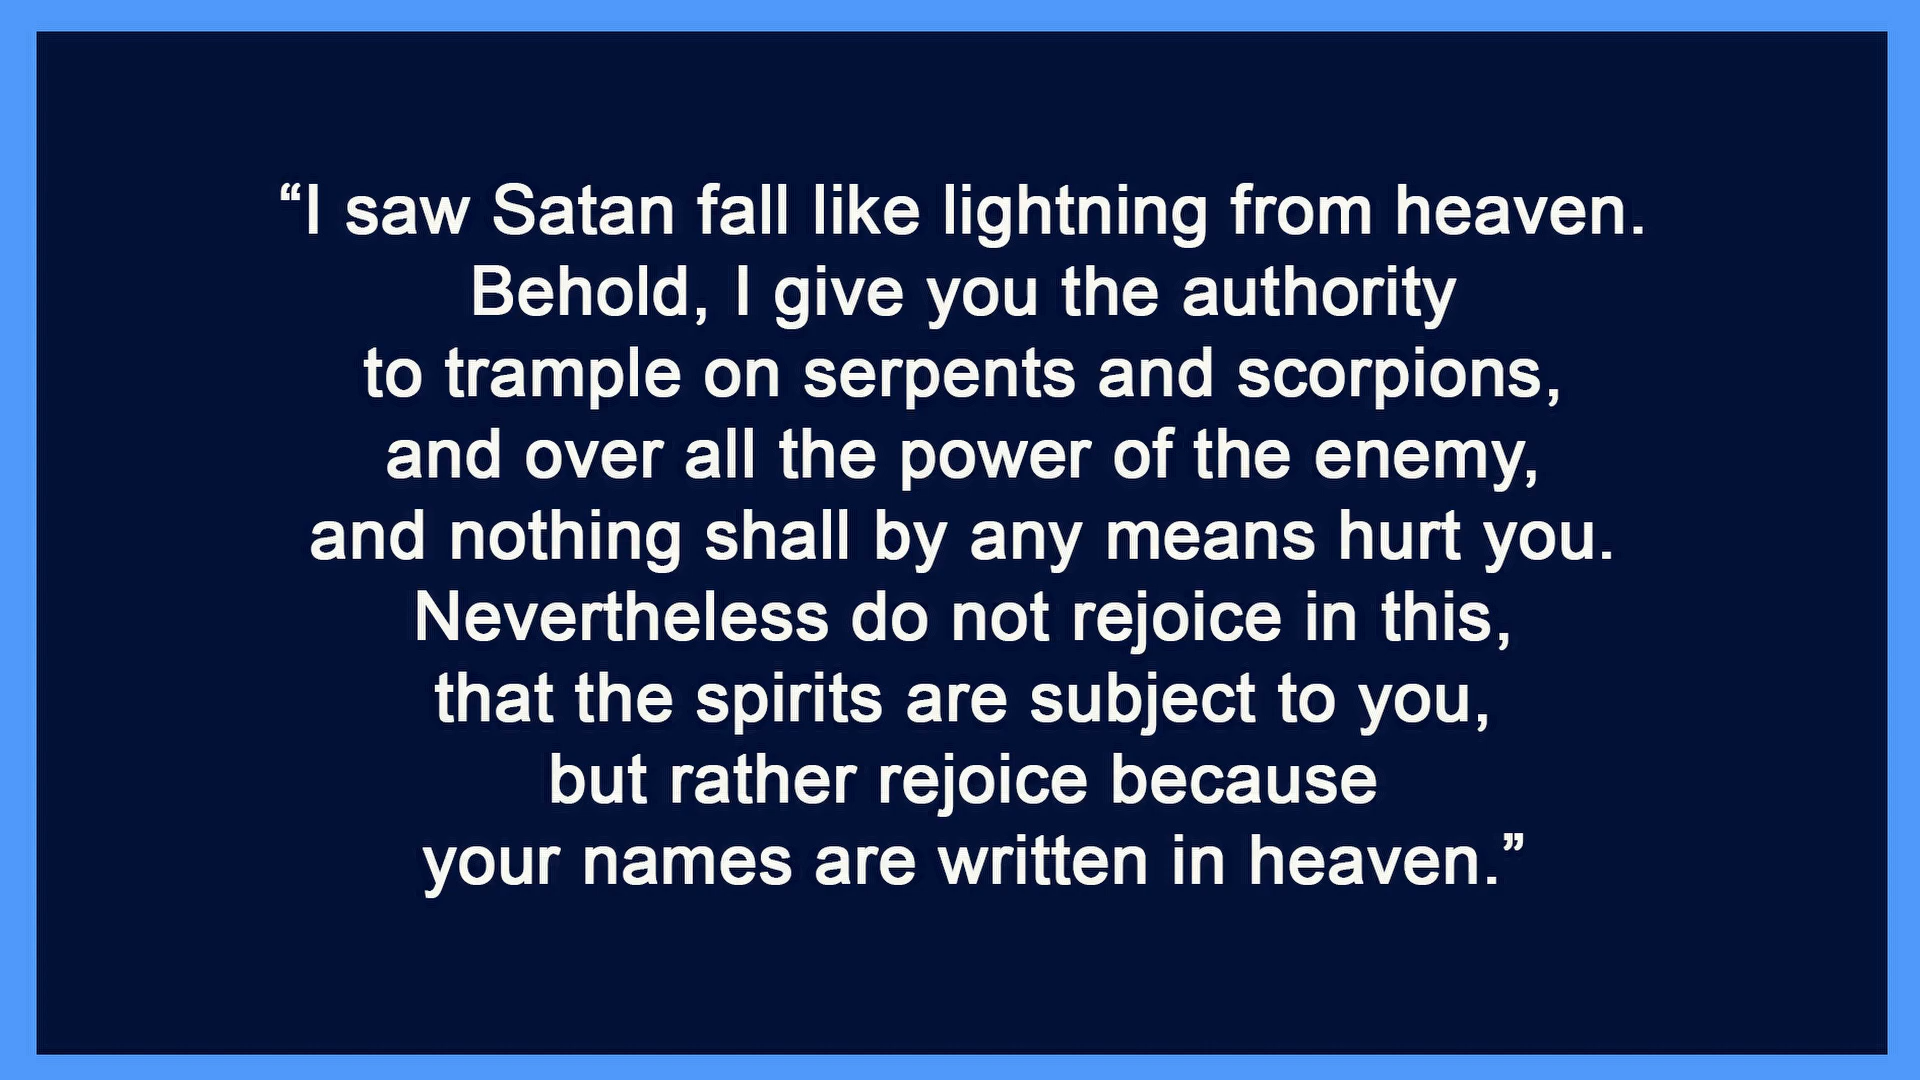 “I saw Satan fall like lightning from heaven.
Behold, I give you the authority
to trample on serpents and scorpions,
and over all the power of the enemy,
and nothing shall by any means hurt you.
Nevertheless do not rejoice in this,
that the spirits are subject to you,
but rather rejoice because
your names are written in heaven.”